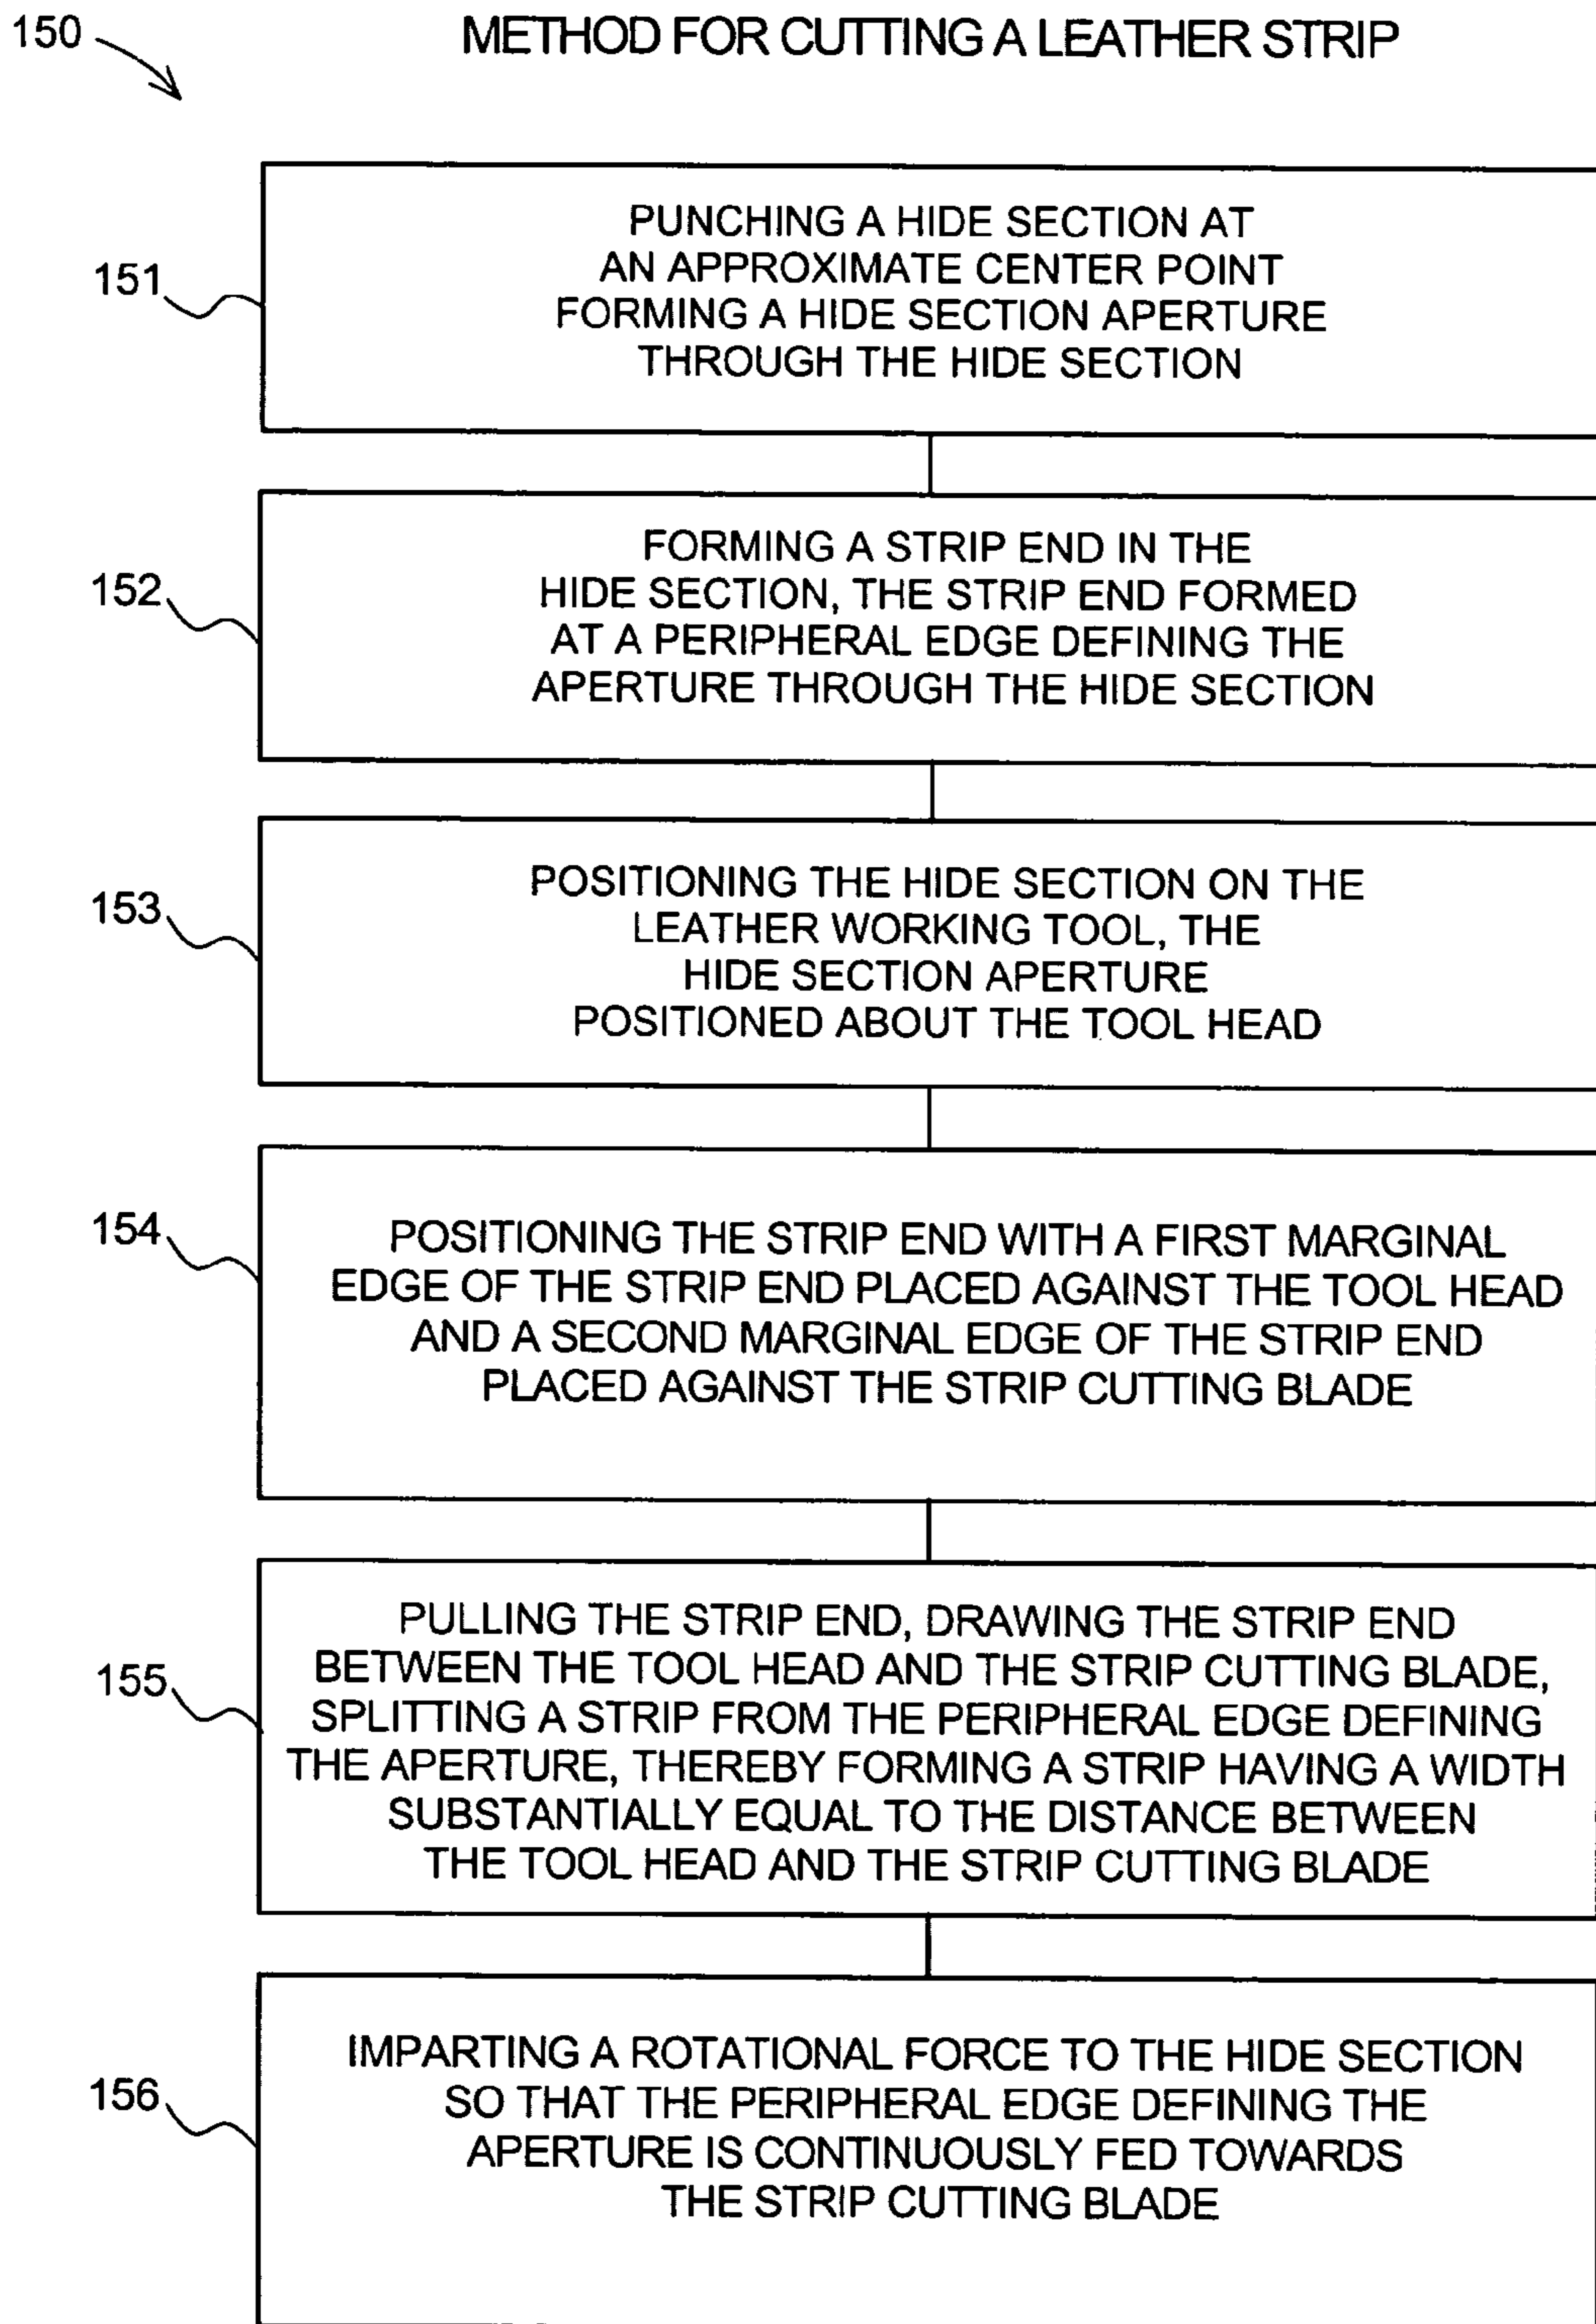 150
METHOD FOR CUTTING A LEATHER STRIP
151
PUNCHING A HIDE SECTION AT
AN APPROXIMATE CENTER POINT
FORMING A HIDE SECTION APERTURE
THROUGH THE HIDE SECTION
152
FORMING A STRIP END IN THE
HIDE SECTION, THE STRIP END FORMED
AT A PERIPHERAL EDGE DEFINING THE
APERTURE THROUGH THE HIDE SECTION
153
POSITIONING THE HIDE SECTION ON THE
LEATHER WORKING TOOL, THE
HIDE SECTION APERTURE
POSITIONED ABOUT THE TOOL HEAD
154
POSITIONING THE STRIP END WITH A FIRST MARGINAL
EDGE OF THE STRIP END PLACED AGAINST THE TOOL HEAD
AND A SECOND MARGINAL EDGE OF THE STRIP END
PLACED AGAINST THE STRIP CUTTING BLADE
155
PULLING THE STRIP END, DRAWING THE STRIP END
BETWEEN THE TOOL HEAD AND THE STRIP CUTTING BLADE,
SPLITTING A STRIP FROM THE PERIPHERAL EDGE DEFINING
THE APERTURE, THEREBY FORMING A STRIP HAVING A WIDTH
SUBSTANTIALLY EQUAL TO THE DISTANCE BETWEEN
THE TOOL HEAD AND THE STRIP CUTTING BLADE
156
IMPARTING A ROTATIONAL FORCE TO THE HIDE SECTION
SO THAT THE PERIPHERAL EDGE DEFINING THE
APERTURE IS CONTINUOUSLY FED TOWARDS
THE STRIP CUTTING BLADE